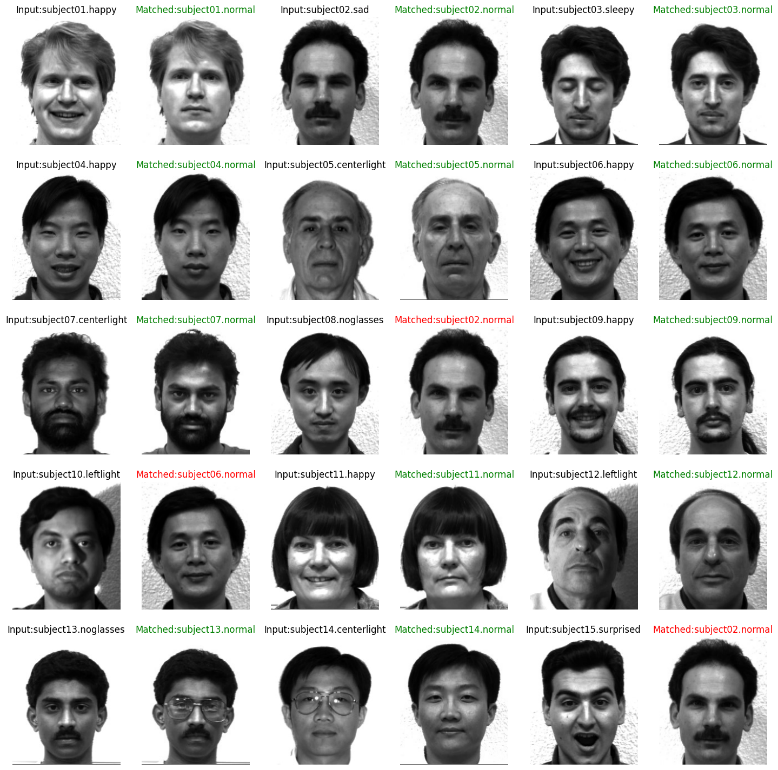 Input:subject01.happy Matched:subject01.normal Input:subject02.sad Matched:subject02.normal Input:subject03.sleepy Matched:subject03.normal
Input:subject04.happy Matched:subject04.normal Input:subject05.centerlight Matched:subject05.normal Input:subject06.happy Matched:subject06.normal
Input:subject07.centerlight Matched:subject07.normal Input:subject08.noglasses Matched:subject02.normal Input:subject09.happy Matched:subject09.normal
Input:subject10.leftlight Matched:subject06.normal Input:subject11.happy Matched:subject11.normal Input:subject12.leftlight Matched:subject12.normal
Input:subject13.noglasses Matched:subject13.normal Input:subject14.centerlight Matched:subject14.normal Input:subject15.surprised Matched:subject02.normal